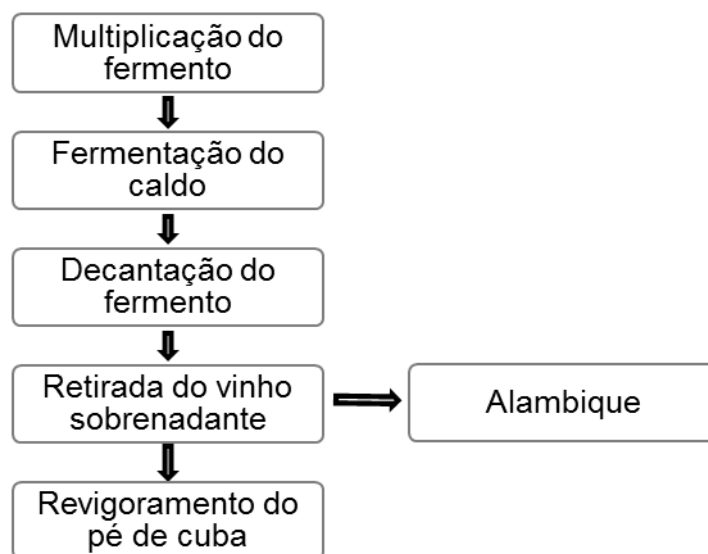 Multiplicação do
fermento
Fermentação do
caldo
Decantação do
fermento
Retirada do vinho
sobrenadante
Alambique
Revigoramento do
pé de cuba